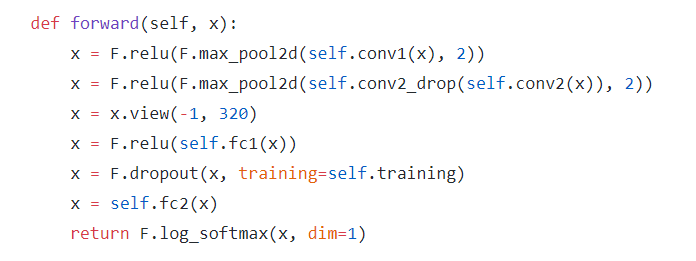 def forward(self, x):
    x = F.relu(F.max_pool2d(self.conv1(x), 2))
    x = F.relu(F.max_pool2d(self.conv2_drop(self.conv2(x)), 2))
    x = x.view(-1, 320)
    x = F.relu(self.fc1(x))
    x = F.dropout(x, training=self.training)
    x = self.fc2(x)
    return F.log_softmax(x, dim=1)